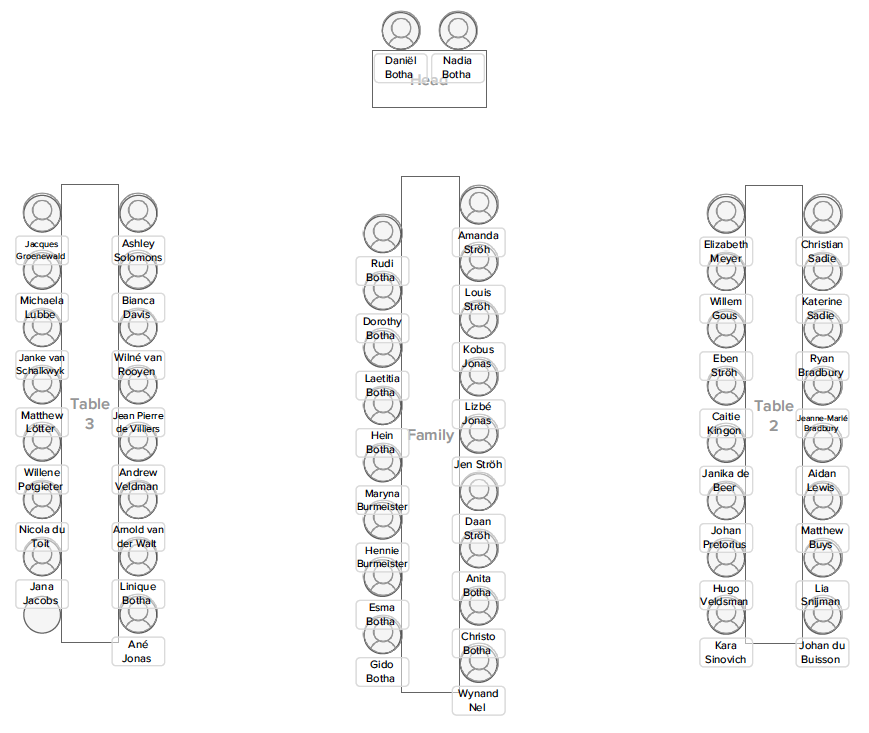 Daniël
Botha
Nadia
Botha
Head
Jacques
Groenewald
Michaela
Lubbe
Janke van
Schalkwyk
Matthew
Lötter
Willene
Potgieter
Nicola du
Toit
Jana
Jacobs
Table
3
Ashley
Solomons
Bianca
Davis
Wilné van
Rooyen
Jean Pierre
de Villiers
Andrew
Veldman
Arnold van
der Walt
Linique
Botha
Ané
Jonas
Rudi
Botha
Dorothy
Botha
Laetitia
Botha
Hein
Botha
Maryna
Burmeister
Hennie
Burmeister
Esma
Botha
Gido
Botha
Family
Amanda
Ströh
Louis
Ströh
Kobus
Jonas
Lizbé
Jonas
Jen Ströh
Daan
Ströh
Anita
Botha
Christo
Botha
Wynand
Nel
Elizabeth
Meyer
Willem
Gous
Eben
Ströh
Caitie
Kingon
Janika de
Beer
Johan
Pretorius
Hugo
Veldsman
Kara
Sinovich
Table
2
Christian
Sadie
Katerine
Sadie
Ryan
Bradbury
Jeanne-Marlé
Bradbury
Aidan
Lewis
Matthew
Buys
Lia
Snijman
Johan du
Buisson